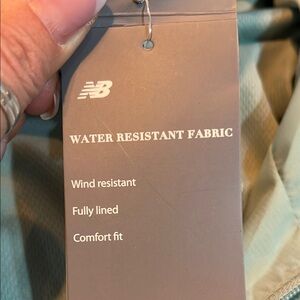 NB
WATER RESISTANT FABRIC
Wind resistant
Fully lined
Comfort fit